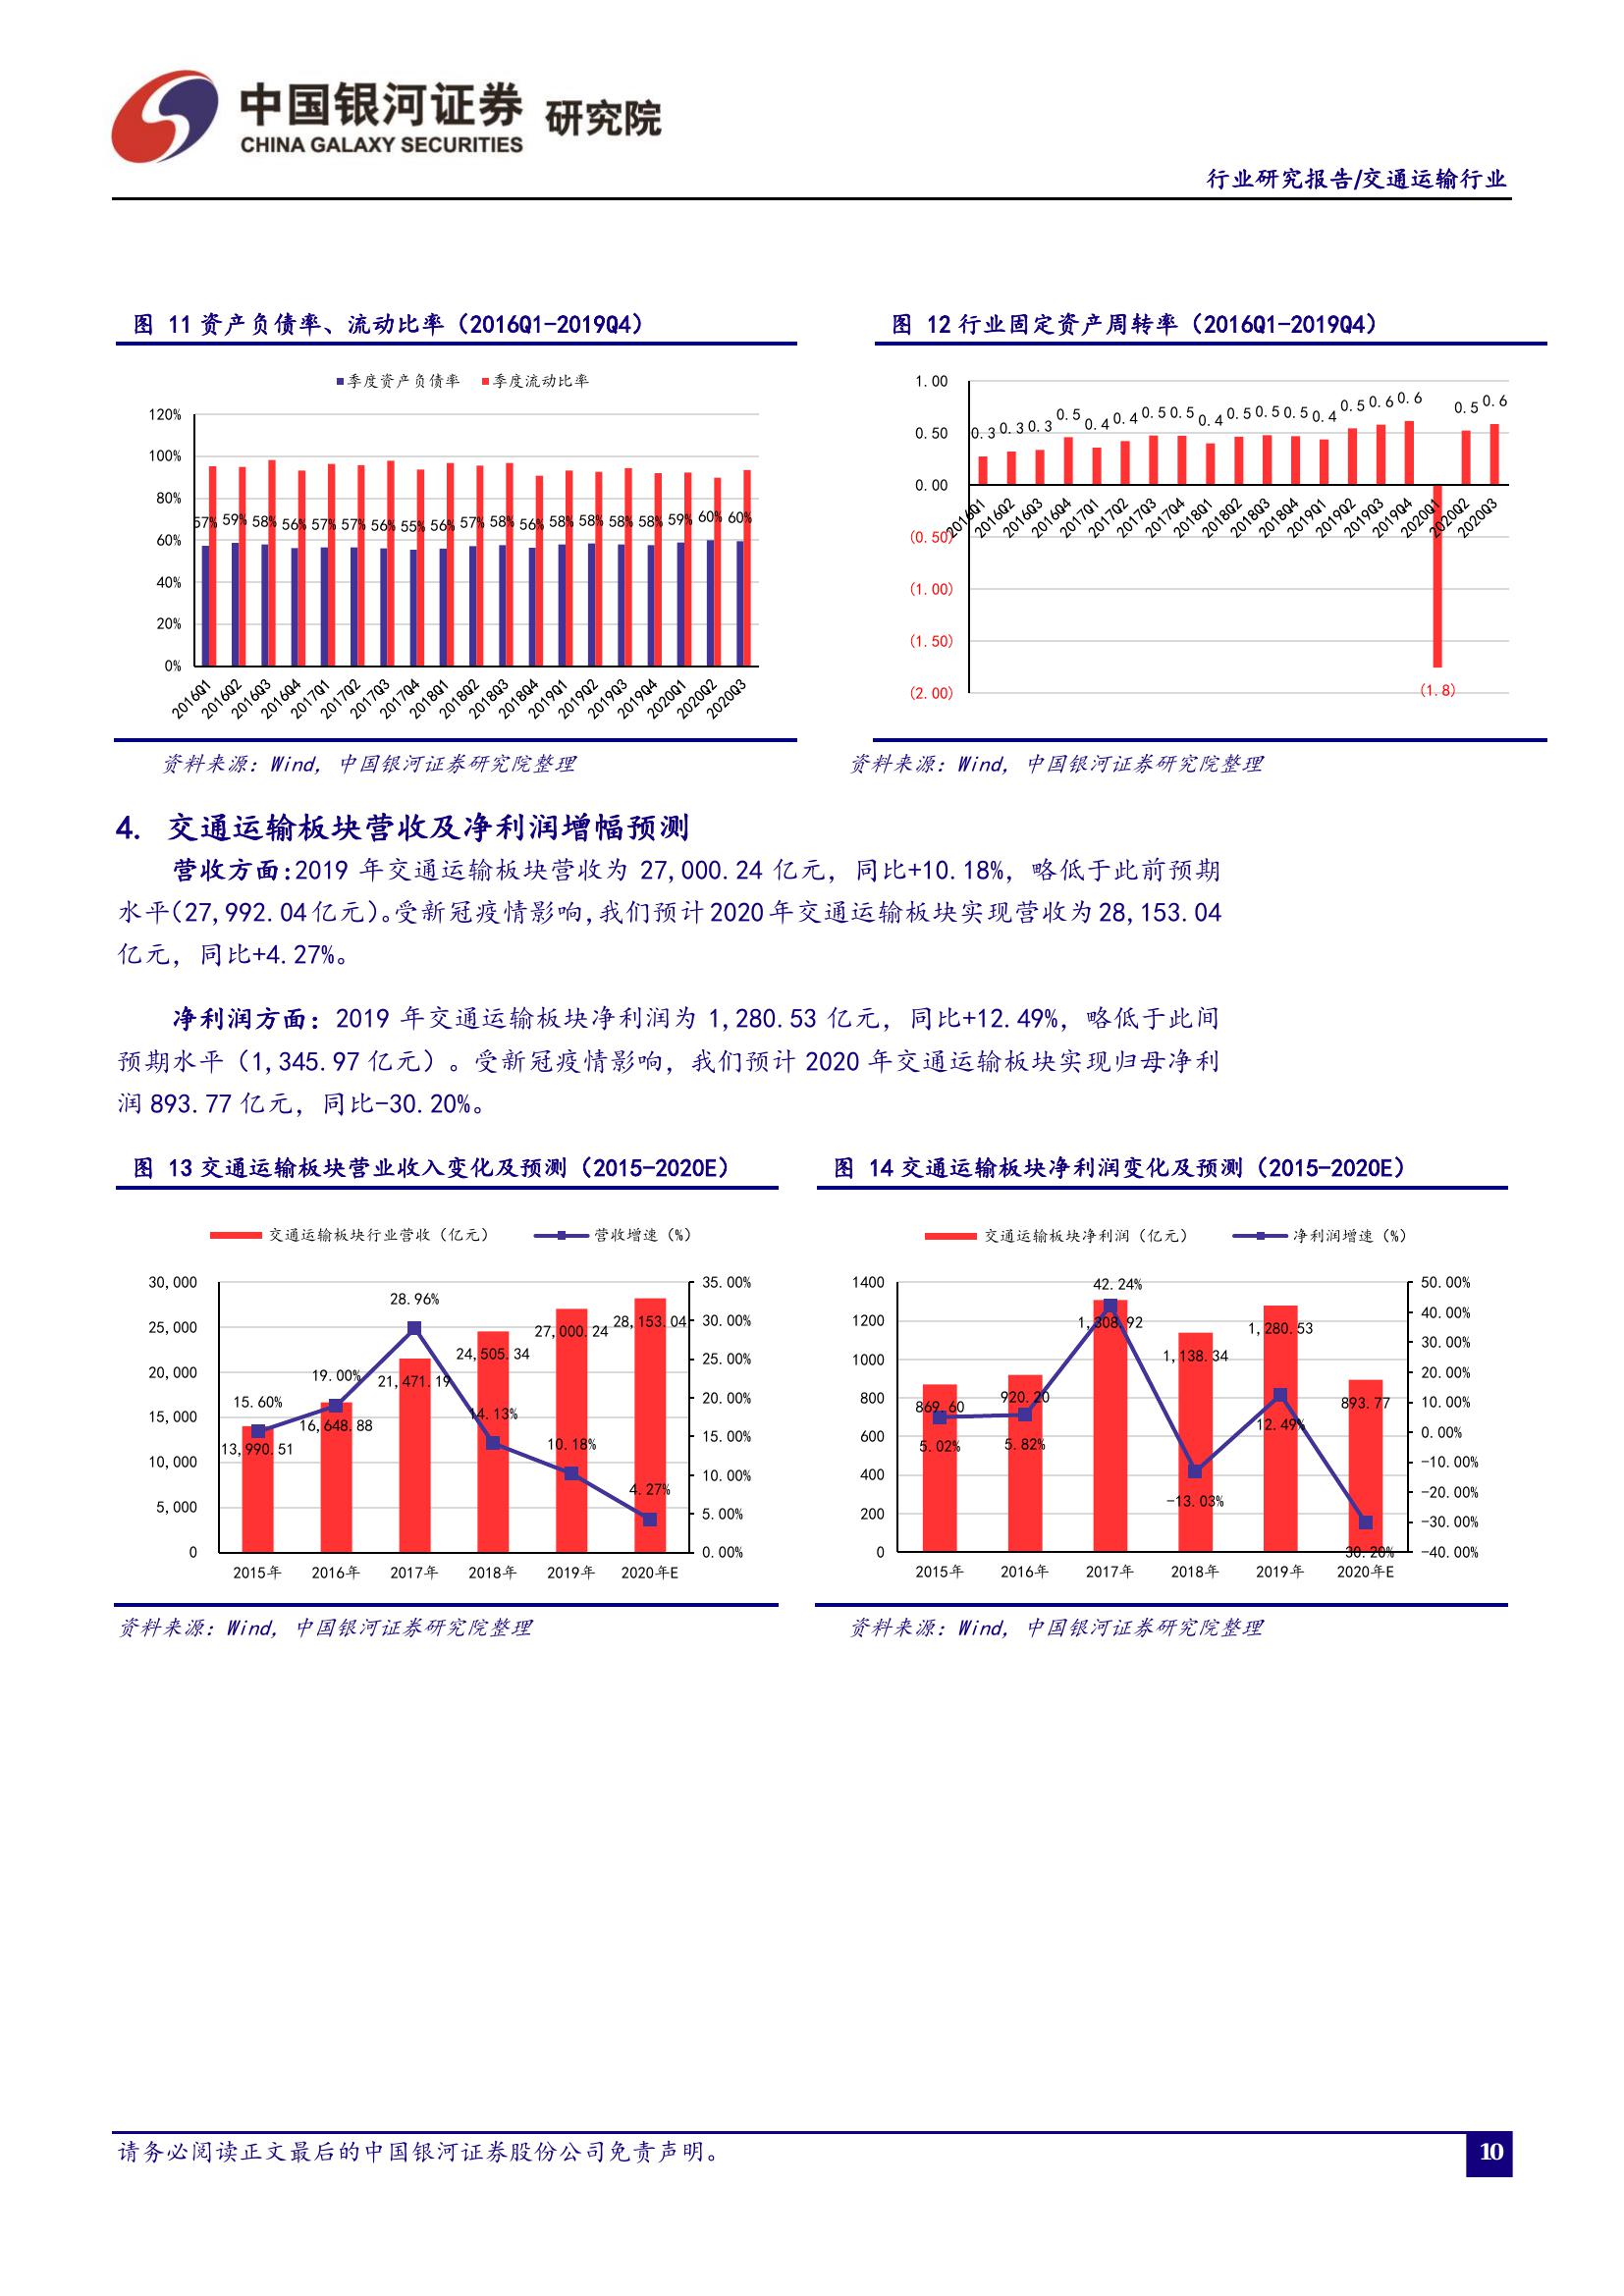 中国银河证券 研究院
CHINA GALAXY SECURITIES
行业研究报告/交通运输行业
图 11 资产负债率、流动比率（2016Q1-2019Q4）
季度资产负债率 季度流动比率
120%
100%
80%
60%
40%
20%
0%
57% 59% 58% 56% 57% 57% 56% 55% 56% 57% 58% 56% 58% 58% 58% 58% 59% 60% 60%
2016Q1 2016Q2 2016Q3 2016Q4 2017Q1 2017Q2 2017Q3 2017Q4 2018Q1 2018Q2 2018Q3 2018Q4 2019Q1 2019Q2 2019Q3 2019Q4 2020Q1 2020Q2 2020Q3
资料来源：Wind, 中国银河证券研究院整理
图 12 行业固定资产周转率（2016Q1-2019Q4）
1.00
0.50
0.00
(0.50)
(1.00)
(1.50)
(2.00)
0.3 0.3 0.3 0.5 0.4 0.4 0.5 0.5 0.4 0.5 0.5 0.5 0.4 0.5 0.6 0.6 (1.8) 0.5 0.6
2016Q1 2016Q2 2016Q3 2016Q4 2017Q1 2017Q2 2017Q3 2017Q4 2018Q1 2018Q2 2018Q3 2018Q4 2019Q1 2019Q2 2019Q3 2019Q4 2020Q1 2020Q2 2020Q3
资料来源：Wind, 中国银河证券研究院整理
4. 交通运输板块营收及净利润增幅预测
营收方面:2019 年交通运输板块营收为 27,000.24 亿元，同比+10.18%，略低于此前预期
水平（27,992.04 亿元）。受新冠疫情影响,我们预计 2020 年交通运输板块实现营收为 28,153.04
亿元，同比+4.27%。
净利润方面：2019 年交通运输板块净利润为 1,280.53 亿元，同比+12.49%，略低于此间
预期水平（1,345.97 亿元）。受新冠疫情影响，我们预计 2020 年交通运输板块实现归母净利
润 893.77 亿元，同比-30.20%。
图 13 交通运输板块营业收入变化及预测（2015-2020E）
交通运输板块行业营收（亿元） 营收增速（%）
30,000
25,000
20,000
15,000
10,000
5,000
0
35.00%
30.00%
25.00%
20.00%
15.00%
10.00%
5.00%
0.00%
13,990.51 16,648.88 21,471.19 24,505.34 27,000.24 28,153.04
15.60% 19.00% 28.96% 14.13% 10.18% 4.27%
2015年 2016年 2017年 2018年 2019年 2020年E
资料来源：Wind, 中国银河证券研究院整理
图 14 交通运输板块净利润变化及预测（2015-2020E）
交通运输板块净利润（亿元） 净利润增速（%）
1400
1200
1000
800
600
400
200
0
50.00%
40.00%
30.00%
20.00%
10.00%
0.00%
-10.00%
-20.00%
-30.00%
-40.00%
869.60 920.20 1,308.92 1,138.34 1,280.53 893.77
5.02% 5.82% 42.24% -13.03% 12.49% -30.20%
2015年 2016年 2017年 2018年 2019年 2020年E
资料来源：Wind, 中国银河证券研究院整理
请务必阅读正文最后的中国银河证券股份公司免责声明。
10